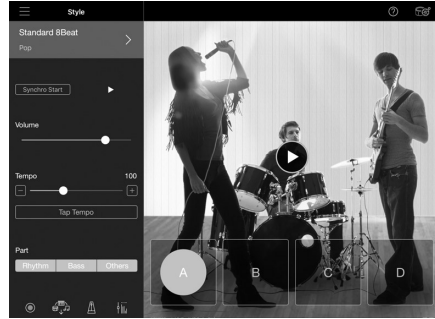 Style
Standard 8Beat
Pop
Synchro Start
Volume
Tempo 100
Tap Tempo
Part
Rhythm Bass Others
A B C D